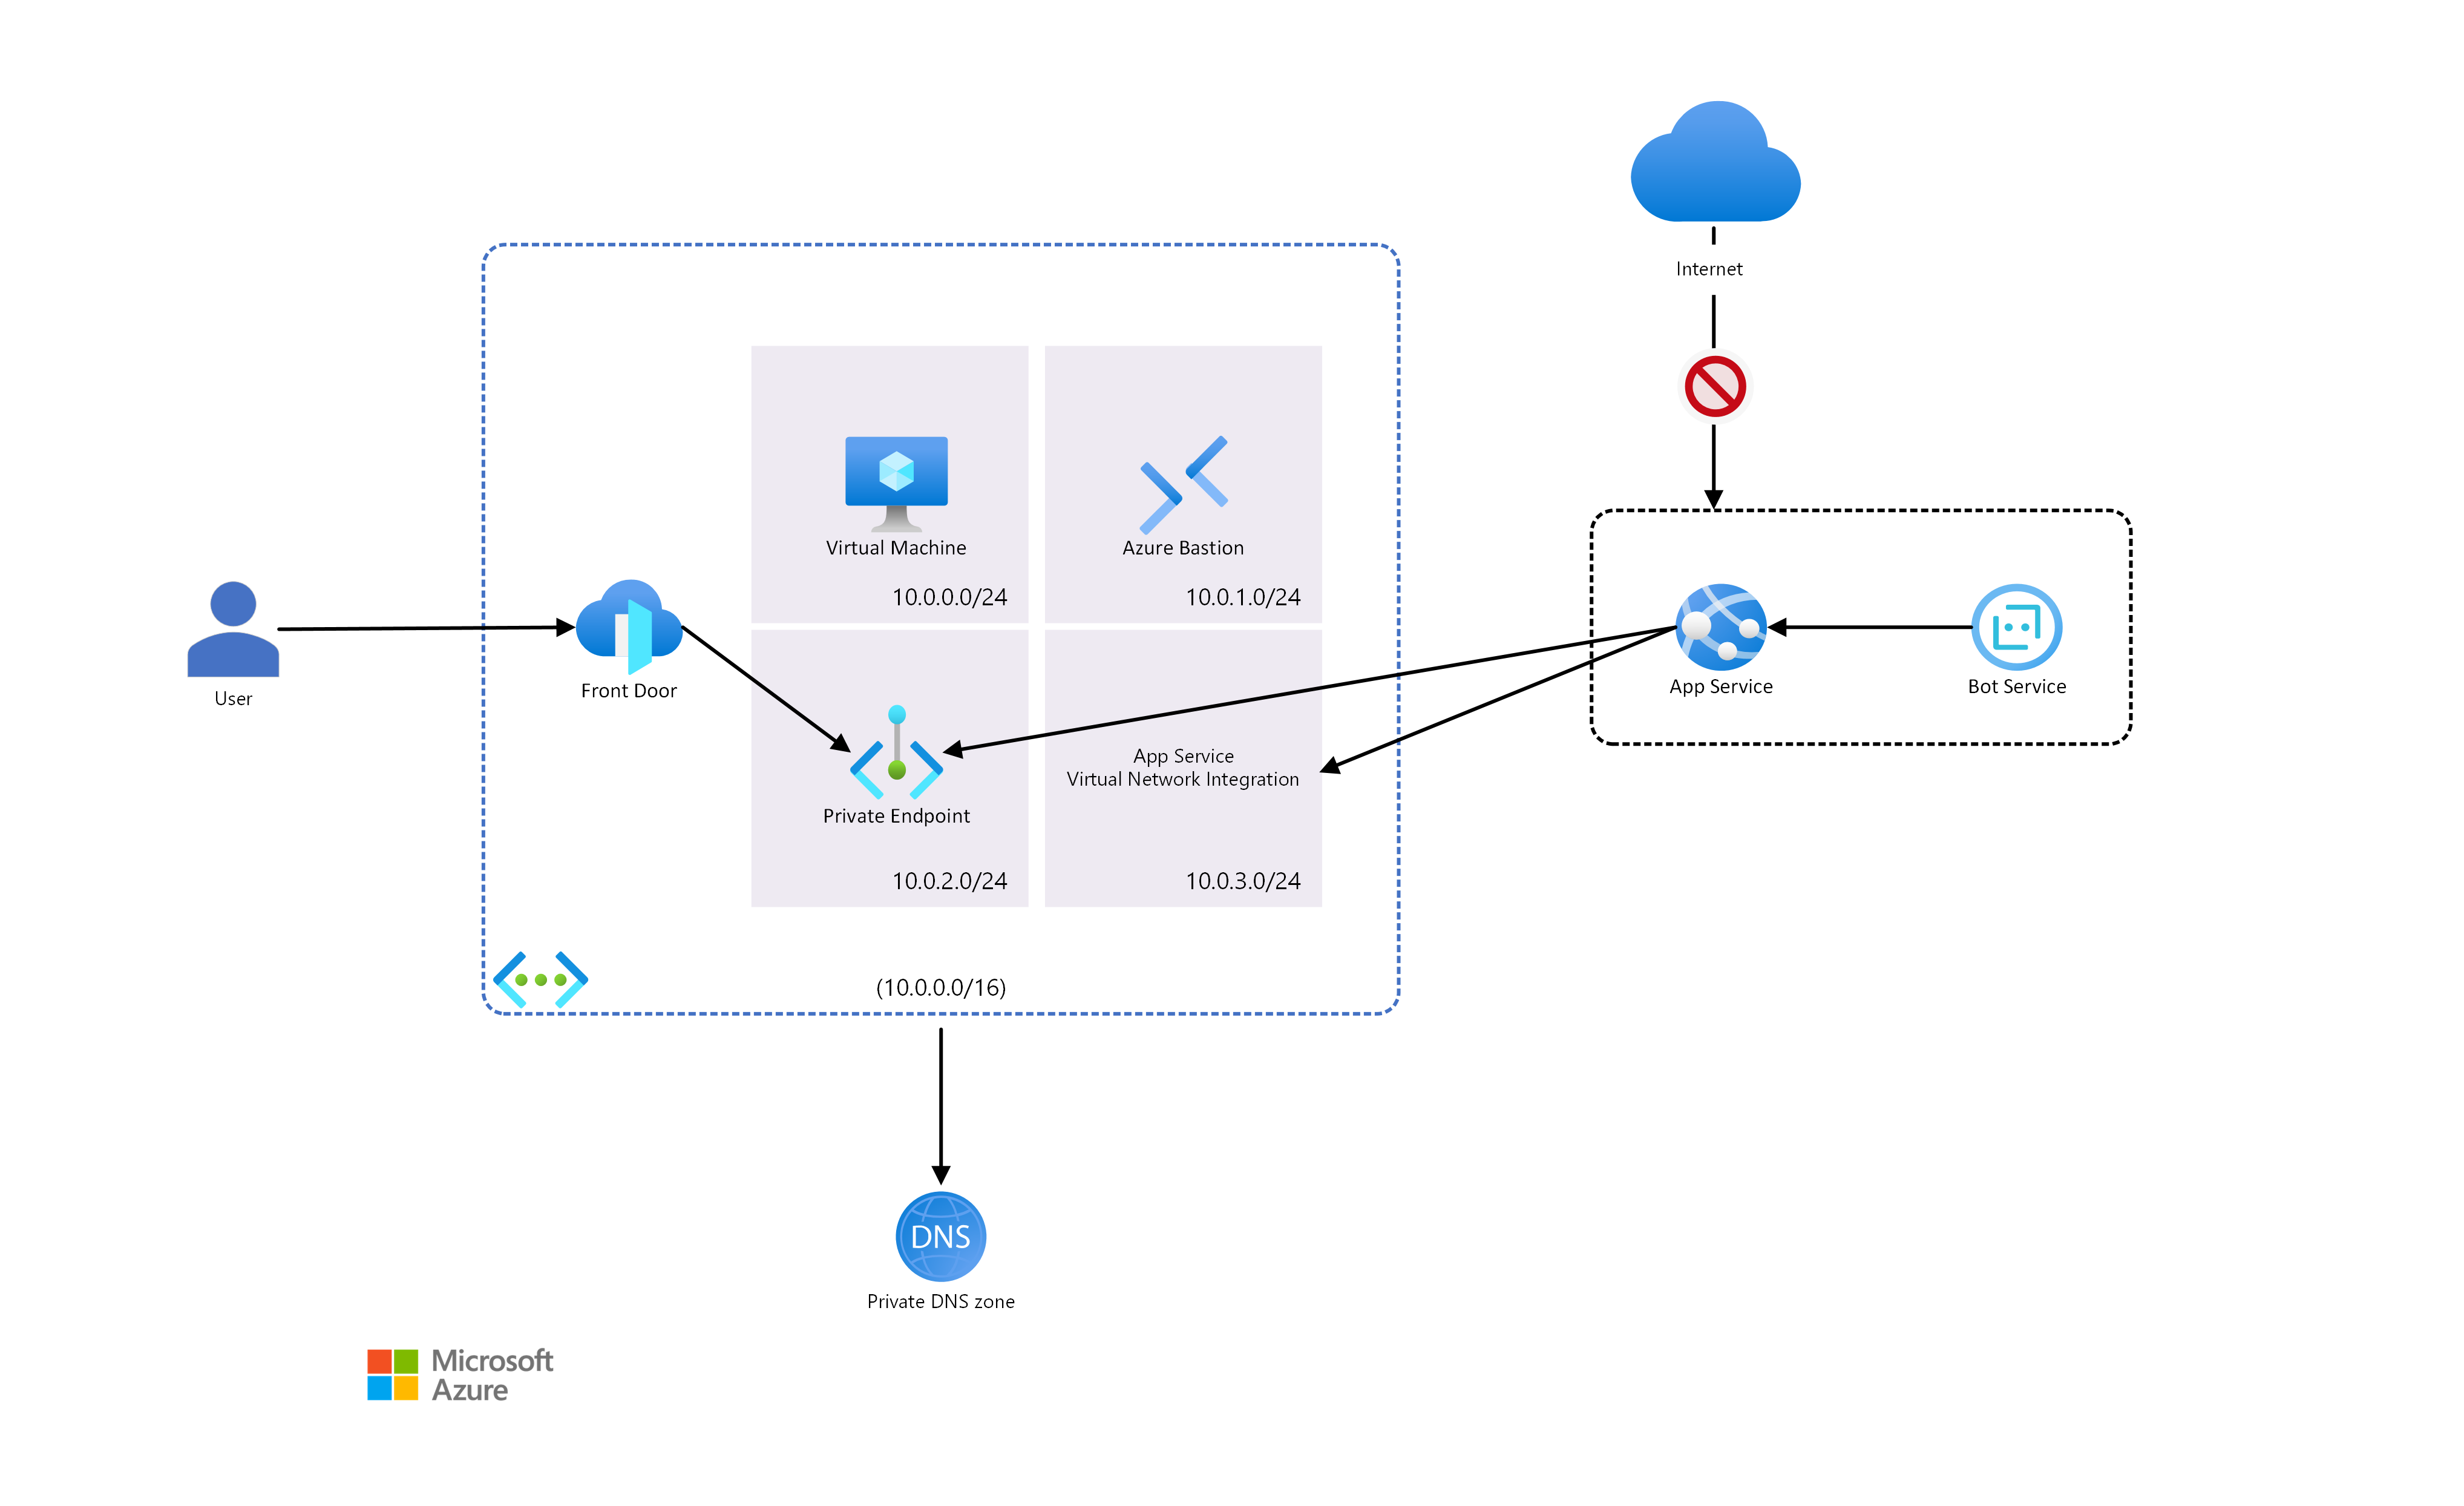 Internet
Virtual Machine
10.0.0.0/24
Azure Bastion
10.0.1.0/24
User
Front Door
Private Endpoint
10.0.2.0/24
App Service
Virtual Network Integration
10.0.3.0/24
App Service
Bot Service
(10.0.0.0/16)
DNS
Private DNS zone
Microsoft
Azure